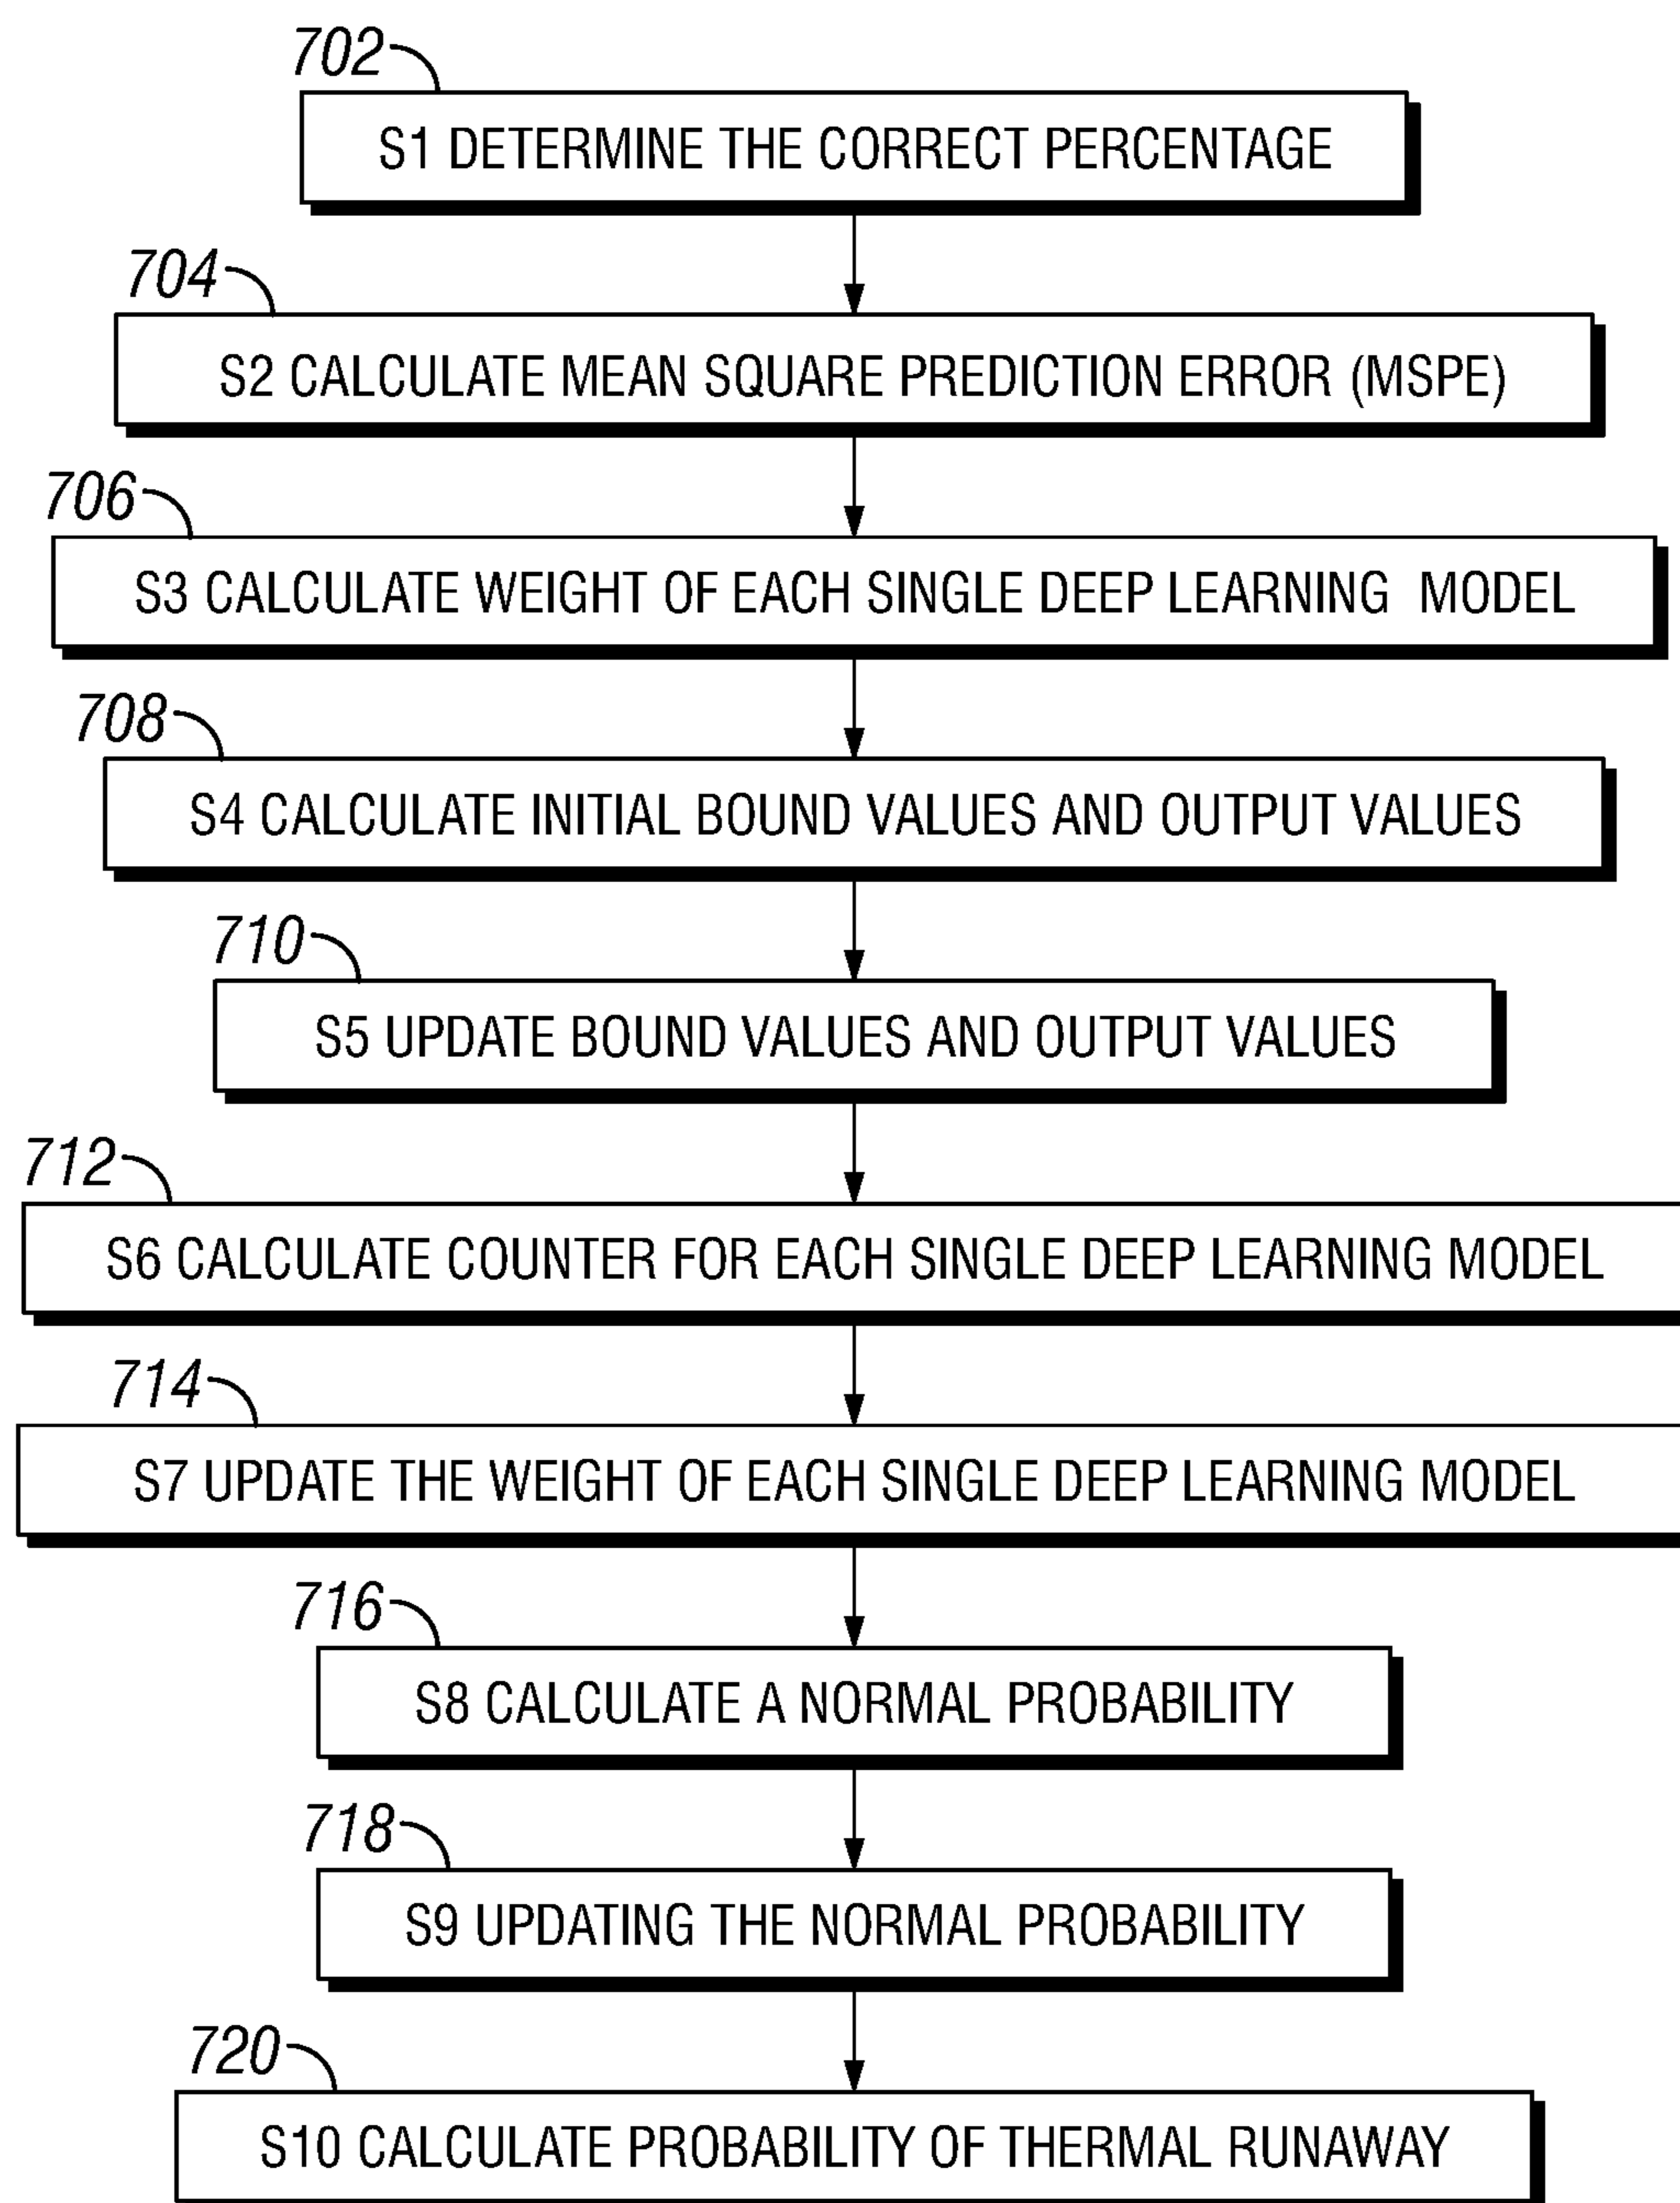 702
S1 DETERMINE THE CORRECT PERCENTAGE
704
S2 CALCULATE MEAN SQUARE PREDICTION ERROR (MSPE)
706
S3 CALCULATE WEIGHT OF EACH SINGLE DEEP LEARNING MODEL
708
S4 CALCULATE INITIAL BOUND VALUES AND OUTPUT VALUES
710
S5 UPDATE BOUND VALUES AND OUTPUT VALUES
712
S6 CALCULATE COUNTER FOR EACH SINGLE DEEP LEARNING MODEL
714
S7 UPDATE THE WEIGHT OF EACH SINGLE DEEP LEARNING MODEL
716
S8 CALCULATE A NORMAL PROBABILITY
718
S9 UPDATING THE NORMAL PROBABILITY
720
S10 CALCULATE PROBABILITY OF THERMAL RUNAWAY